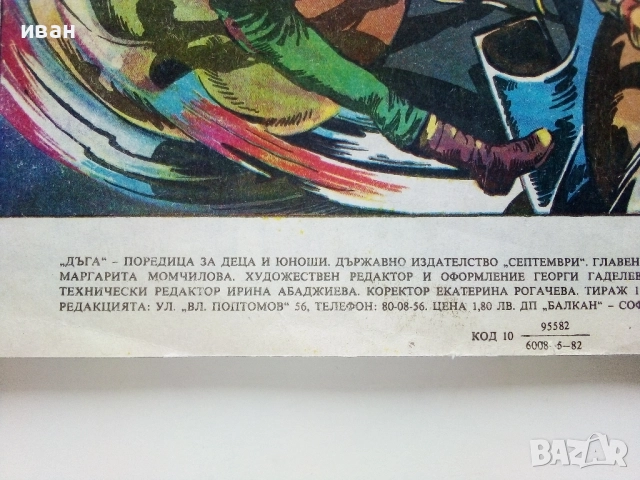 иван
„ДЪГА“ – ПОРЕДИЦА ЗА ДЕЦА И ЮНОШИ. ДЪРЖАВНО ИЗДАТЕЛСТВО „СЕПТЕМВРИ“. ГЛАВЕН
МАРГАРИТА МОМЧИЛОВА. ХУДОЖЕСТВЕН РЕДАКТОР И ОФОРМЛЕНИЕ ГЕОРГИ ГАДЕЛЕВ
ТЕХНИЧЕСКИ РЕДАКТОР ИРИНА АБАДЖИЕВА. КОРЕКТОР ЕКАТЕРИНА РОГАЧЕВА. ТИРАЖ 1
РЕДАКЦИЯТА: УЛ. „ВЛ. ПОПТОМОВ“ 56, ТЕЛЕФОН: 80-08-56. ЦЕНА 1,80 ЛВ. ДП „БАЛКАН“ – СОФ
КОД 10 95582
6008-5-82
BAZAR